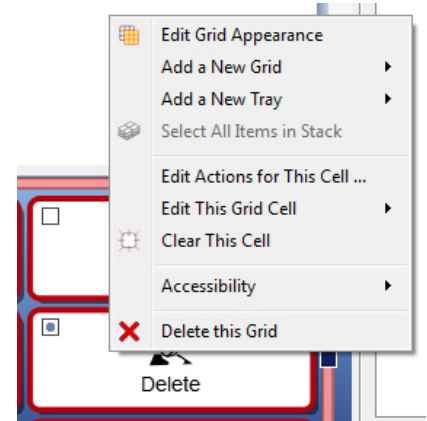 Edit Grid Appearance
Add a New Grid
Add a New Tray
Select All Items in Stack
Edit Actions for This Cell ...
Edit This Grid Cell
Clear This Cell
Accessibility
Delete this Grid
Delete